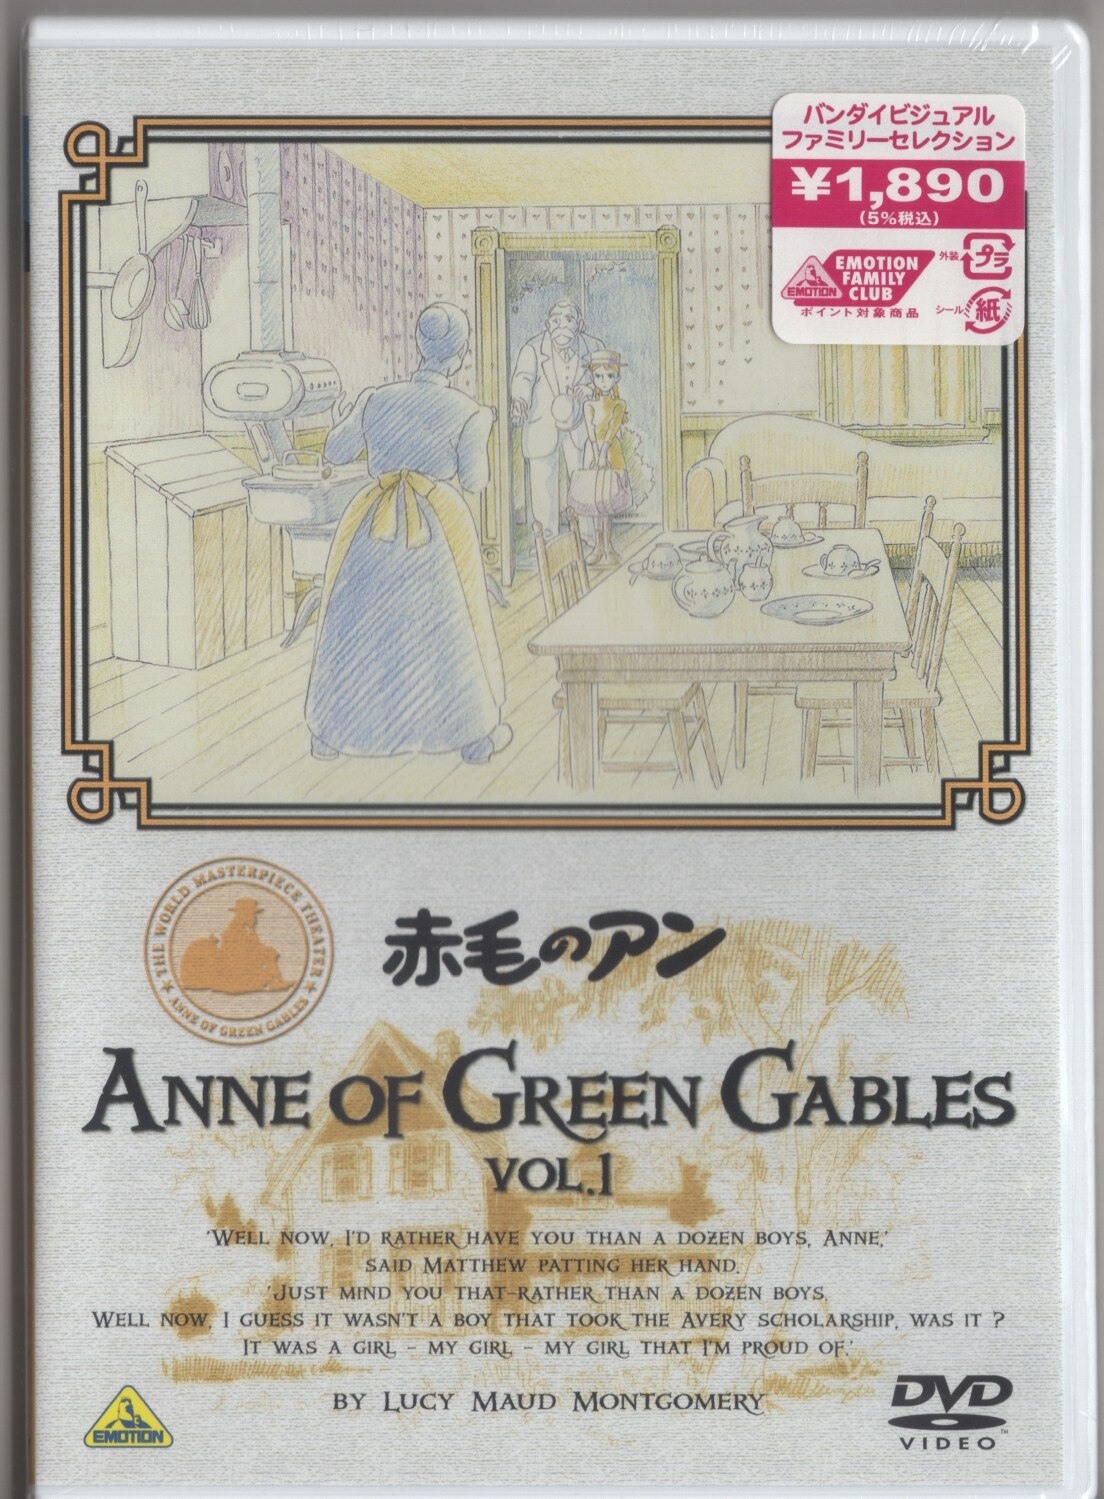 バンダイビジュアル
ファミリーセレクション
¥1,890
(5%税込)
EMOTION
EMOTION
FAMILY
CLUB
ポイント対象商品
外装
プラ
シール
紙
★ THE WORLD MASTERPIECE THEATER ★
ANNE OF GREEN GABLES
赤毛のアン
ANNE OF GREEN GABLES
VOL.1
'WELL NOW, I'D RATHER HAVE YOU THAN A DOZEN BOYS, ANNE,'
SAID MATTHEW PATTING HER HAND.
'JUST MIND YOU THAT-RATHER THAN A DOZEN BOYS.
WELL NOW, I GUESS IT WASN'T A BOY THAT TOOK THE AVERY SCHOLARSHIP, WAS IT ?
IT WAS A GIRL - MY GIRL - MY GIRL THAT I'M PROUD OF.'
BY LUCY MAUD MONTGOMERY
EMOTION
DVD
VIDEO
TM